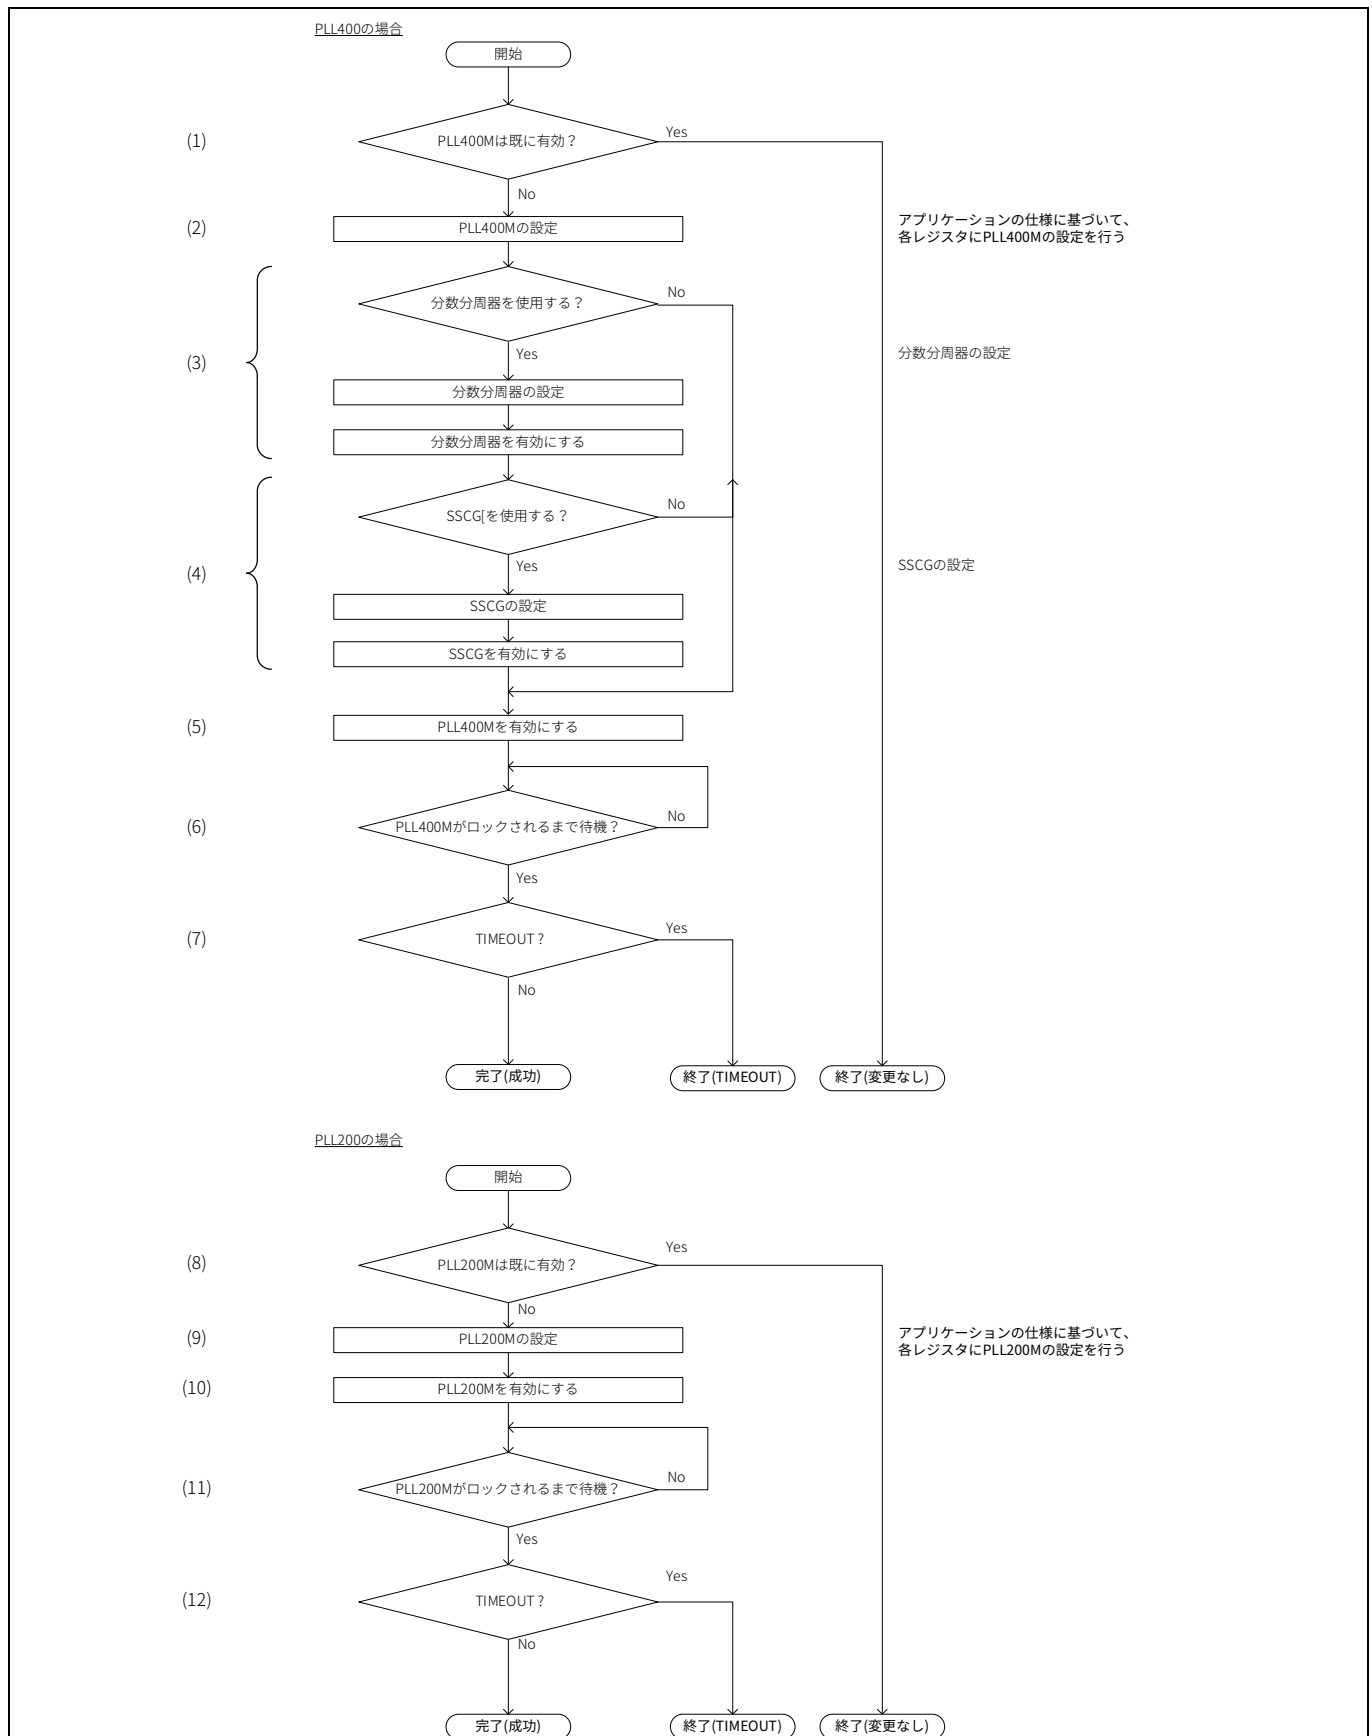 PLL400の場合
開始
(1)
PLL400Mは既に有効？
Yes
No
(2)
PLL400Mの設定
アプリケーションの仕様に基づいて、
各レジスタにPLL400Mの設定を行う
(3)
分数分周器を使用する？
No
Yes
分数分周器の設定
分数分周器の設定
分数分周器を有効にする
(4)
SSCG[を使用する？
No
Yes
SSCGの設定
SSCGの設定
SSCGを有効にする
(5)
PLL400Mを有効にする
(6)
PLL400Mがロックされるまで待機？
No
Yes
(7)
TIMEOUT ?
Yes
No
完了(成功)
終了(TIMEOUT)
終了(変更なし)
PLL200の場合
開始
(8)
PLL200Mは既に有効？
Yes
No
(9)
PLL200Mの設定
アプリケーションの仕様に基づいて、
各レジスタにPLL200Mの設定を行う
(10)
PLL200Mを有効にする
(11)
PLL200Mがロックされるまで待機？
No
Yes
(12)
TIMEOUT ?
Yes
No
完了(成功)
終了(TIMEOUT)
終了(変更なし)